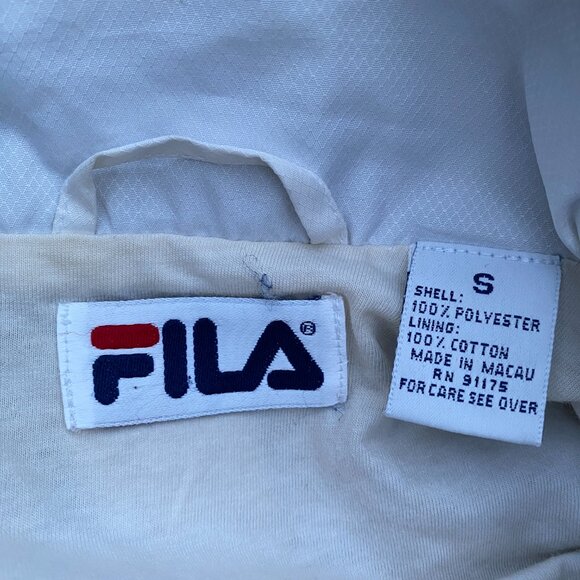 FILA®
S
SHELL:
100% POLYESTER
LINING:
100% COTTON
MADE IN MACAU
RN 91175
FOR CARE SEE OVER